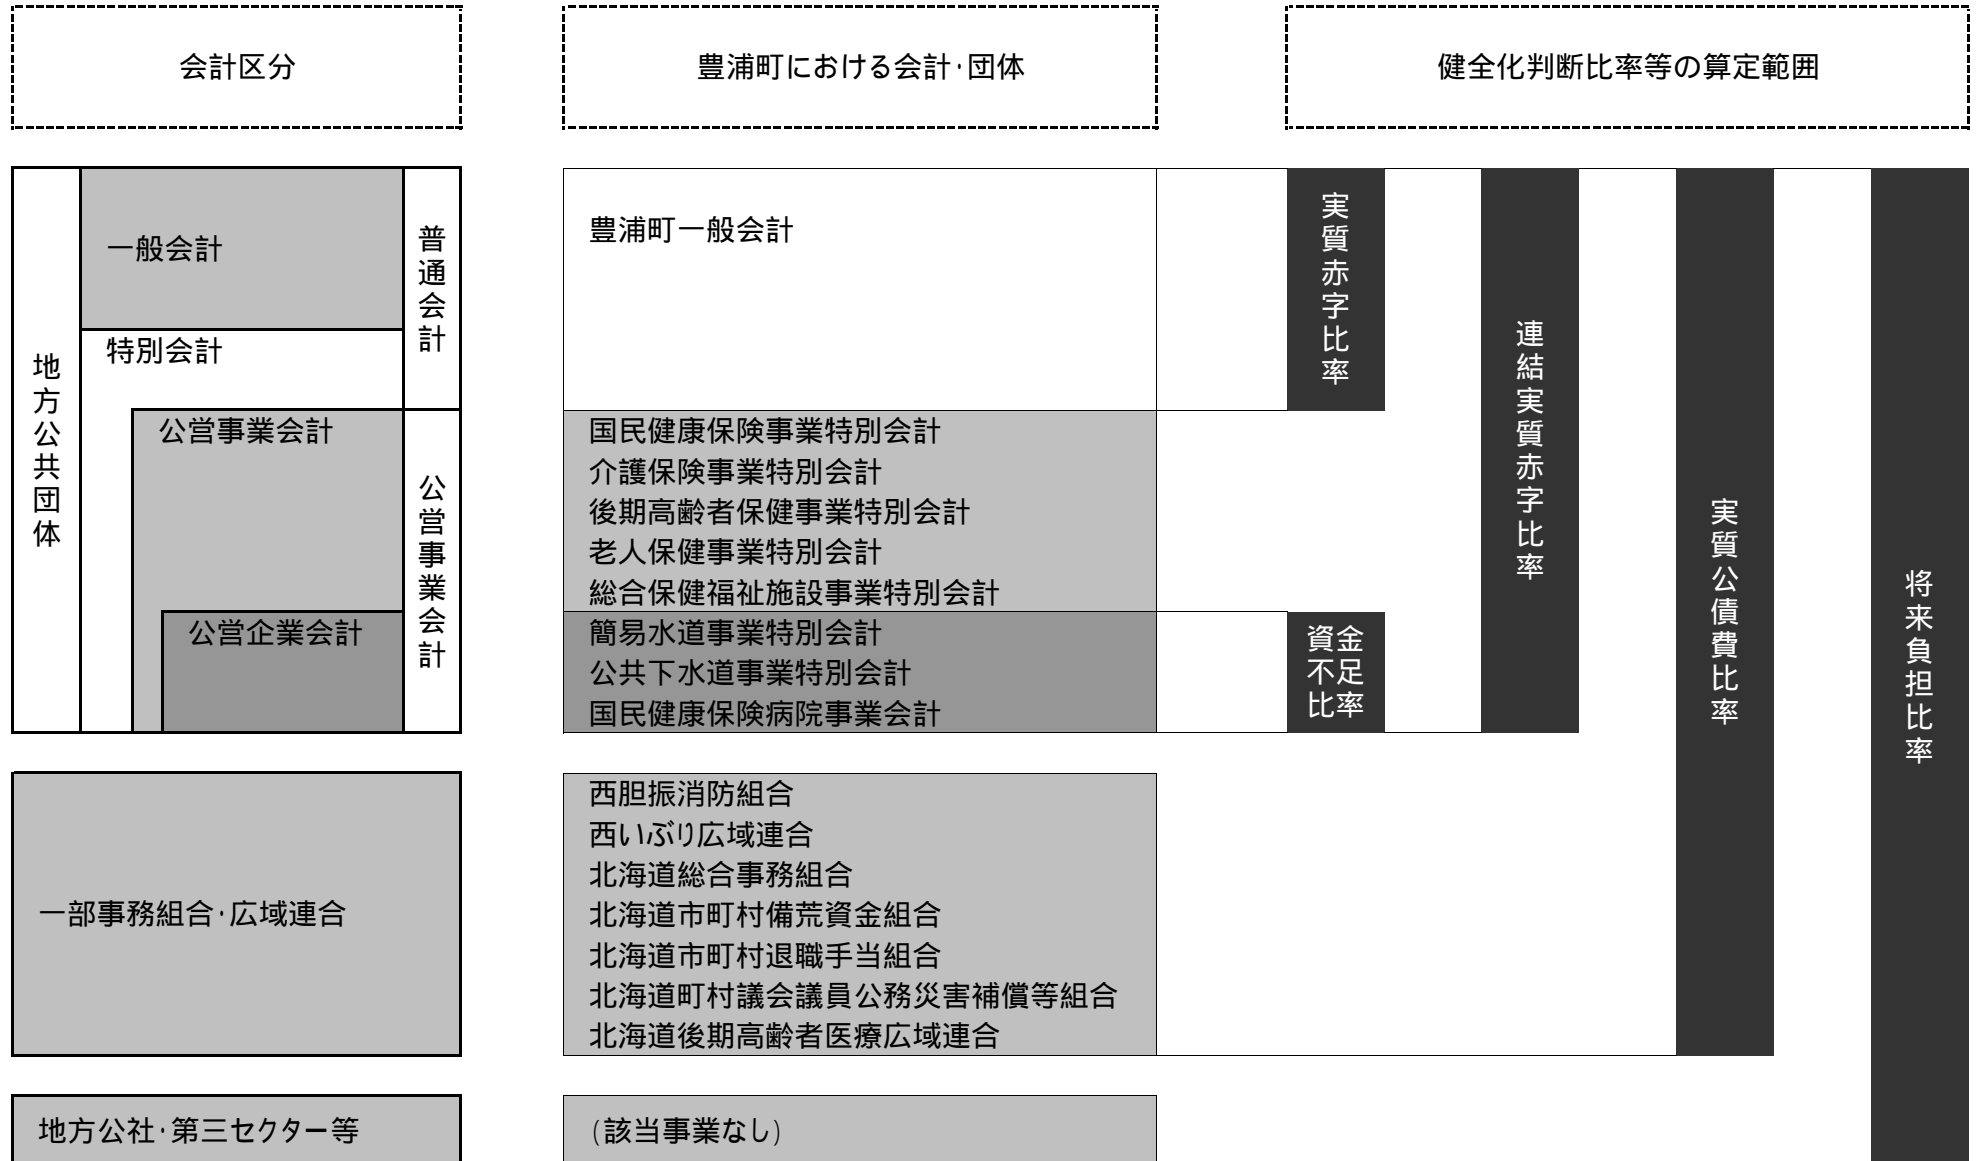 会計区分
豊浦町における会計・団体
健全化判断比率等の算定範囲
地方公共団体
一般会計
特別会計
公営事業会計
公営企業会計
普通会計
公営事業会計
豊浦町一般会計
国民健康保険事業特別会計
介護保険事業特別会計
後期高齢者保健事業特別会計
老人保健事業特別会計
総合保健福祉施設事業特別会計
簡易水道事業特別会計
公共下水道事業特別会計
国民健康保険病院事業会計
実質赤字比率
資金
不足
比率
連結実質赤字比率
実質公債費比率
将来負担比率
一部事務組合・広域連合
西胆振消防組合
西いぶり広域連合
北海道総合事務組合
北海道市町村備荒資金組合
北海道市町村退職手当組合
北海道町村議会議員公務災害補償等組合
北海道後期高齢者医療広域連合
地方公社・第三セクター等
（該当事業なし）